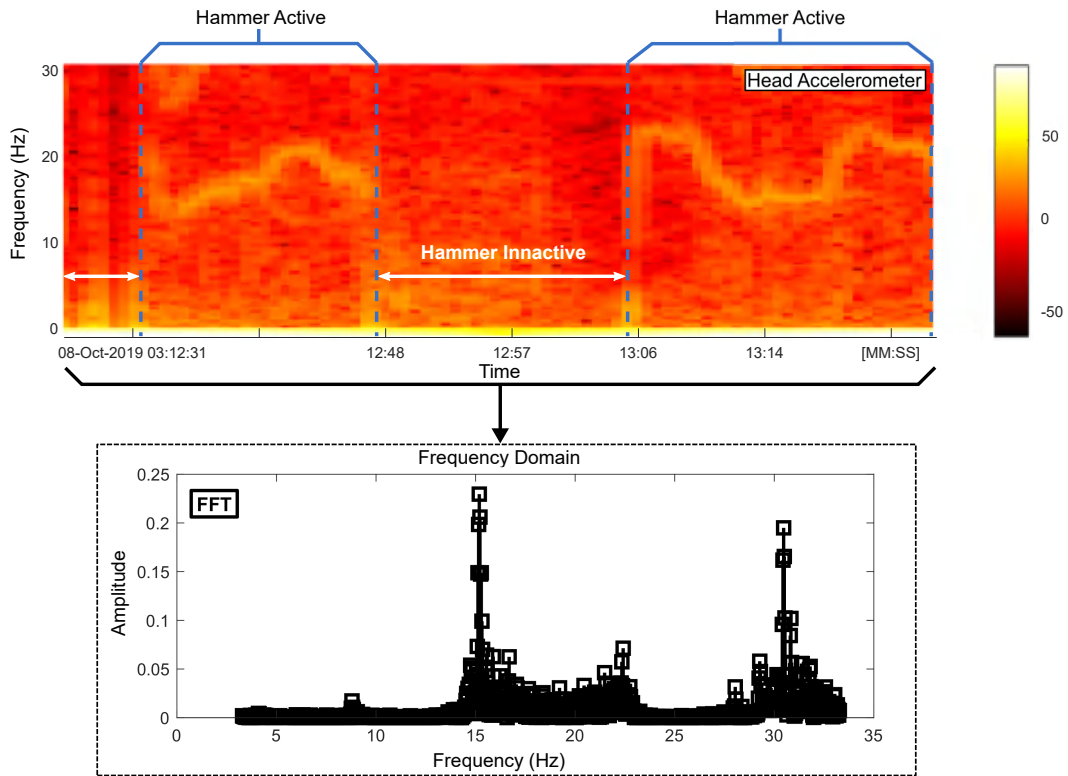 Hammer Active
Hammer Active
30
Head Accelerometer
50
20
Frequency (Hz)
0
10
Hammer Innactive
-50
0
08-Oct-2019 03:12:31
12:48
12:57
13:06
13:14
[MM:SS]
Time
Frequency Domain
0.25
FFT
0.2
0.15
Amplitude
0.1
0.05
0
0
5
10
15
20
25
30
35
Frequency (Hz)